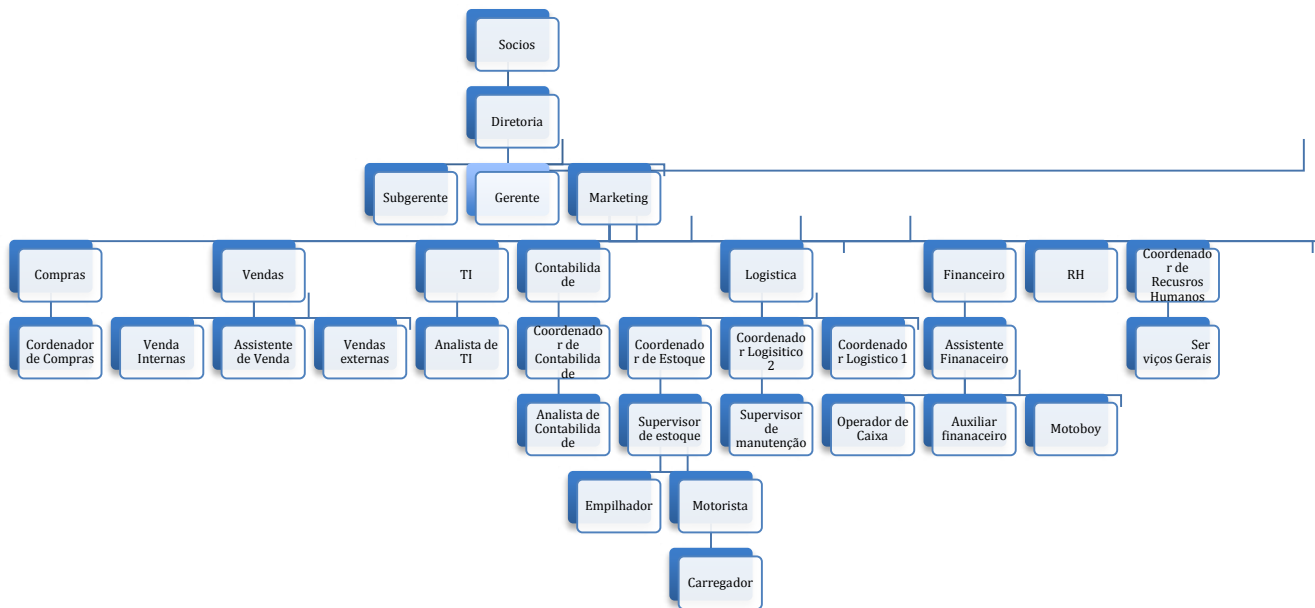 Socios
Diretoria
Subgerente
Gerente
Marketing
Compras
Vendas
TI
Contabilida
de
Logistica
Financeiro
RH
Coordenado
r de
Recusros
Humanos
Cordenador
de Compras
Venda
Internas
Assistente
de Venda
Vendas
externas
Analista de
TI
Coordenado
r de
Contabilida
de
Coordenado
r de Estoque
Coordenado
r Logisitico
2
Coordenado
r Logistico 1
Assistente
Finanaceiro
Ser
viços Gerais
Analista de
Contabilida
de
Supervisor
de estoque
Supervisor
de
manutenção
Operador de
Caixa
Auxiliar
finanaceiro
Motoboy
Empilhador
Motorista
Carregador